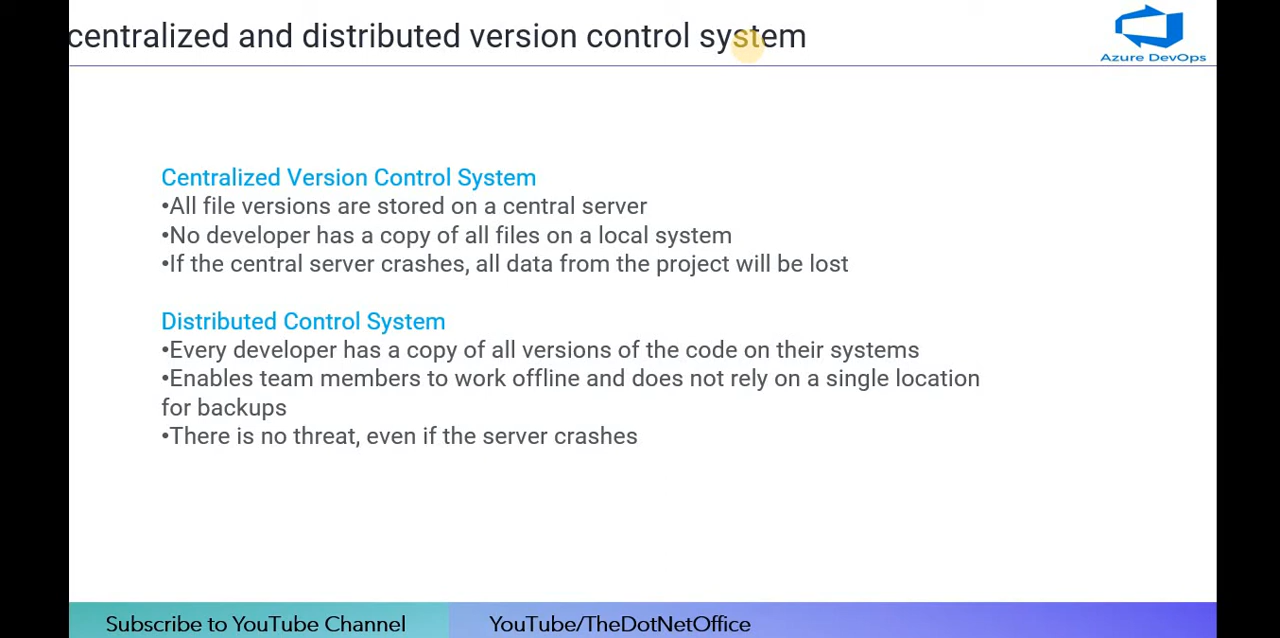 centralized and distributed version control system
Azure DevOps
Centralized Version Control System
•All file versions are stored on a central server
•No developer has a copy of all files on a local system
•If the central server crashes, all data from the project will be lost
Distributed Control System
•Every developer has a copy of all versions of the code on their systems
•Enables team members to work offline and does not rely on a single location
for backups
•There is no threat, even if the server crashes
Subscribe to YouTube Channel
YouTube/TheDotNetOffice